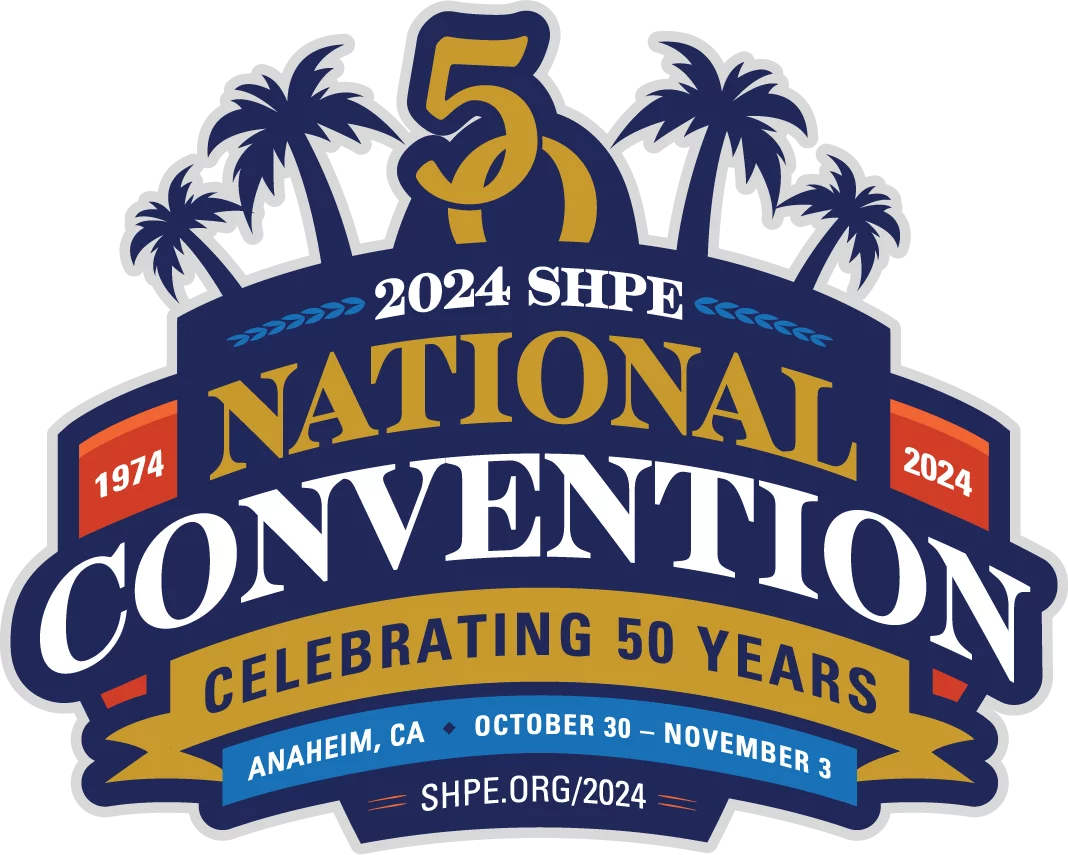 50
2024 SHPE
NATIONAL
1974
2024
CONVENTION
CELEBRATING 50 YEARS
ANAHEIM, CA ◆ OCTOBER 30 – NOVEMBER 3
SHPE.ORG/2024